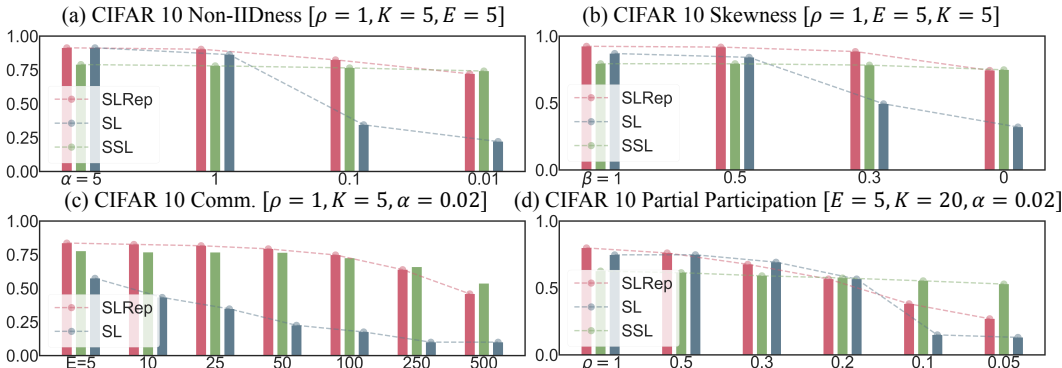 (a) CIFAR 10 Non-IIDness [ρ = 1, K = 5, E = 5]
1.00
0.75
0.50
0.25
0.00
SLRep
SL
SSL
α = 5 1 0.1 0.01
(b) CIFAR 10 Skewness [ρ = 1, E = 5, K = 5]
1.0
0.5
0.0
SLRep
SL
SSL
β = 1 0.5 0.3 0
(c) CIFAR 10 Comm. [ρ = 1, K = 5, α = 0.02]
1.00
0.75
0.50
0.25
0.00
SLRep
SL
E=5 10 25 50 100 250 500
(d) CIFAR 10 Partial Participation [E = 5, K = 20, α = 0.02]
1.00
0.75
0.50
0.25
0.00
SLRep
SL
SSL
ρ = 1 0.5 0.3 0.2 0.1 0.05